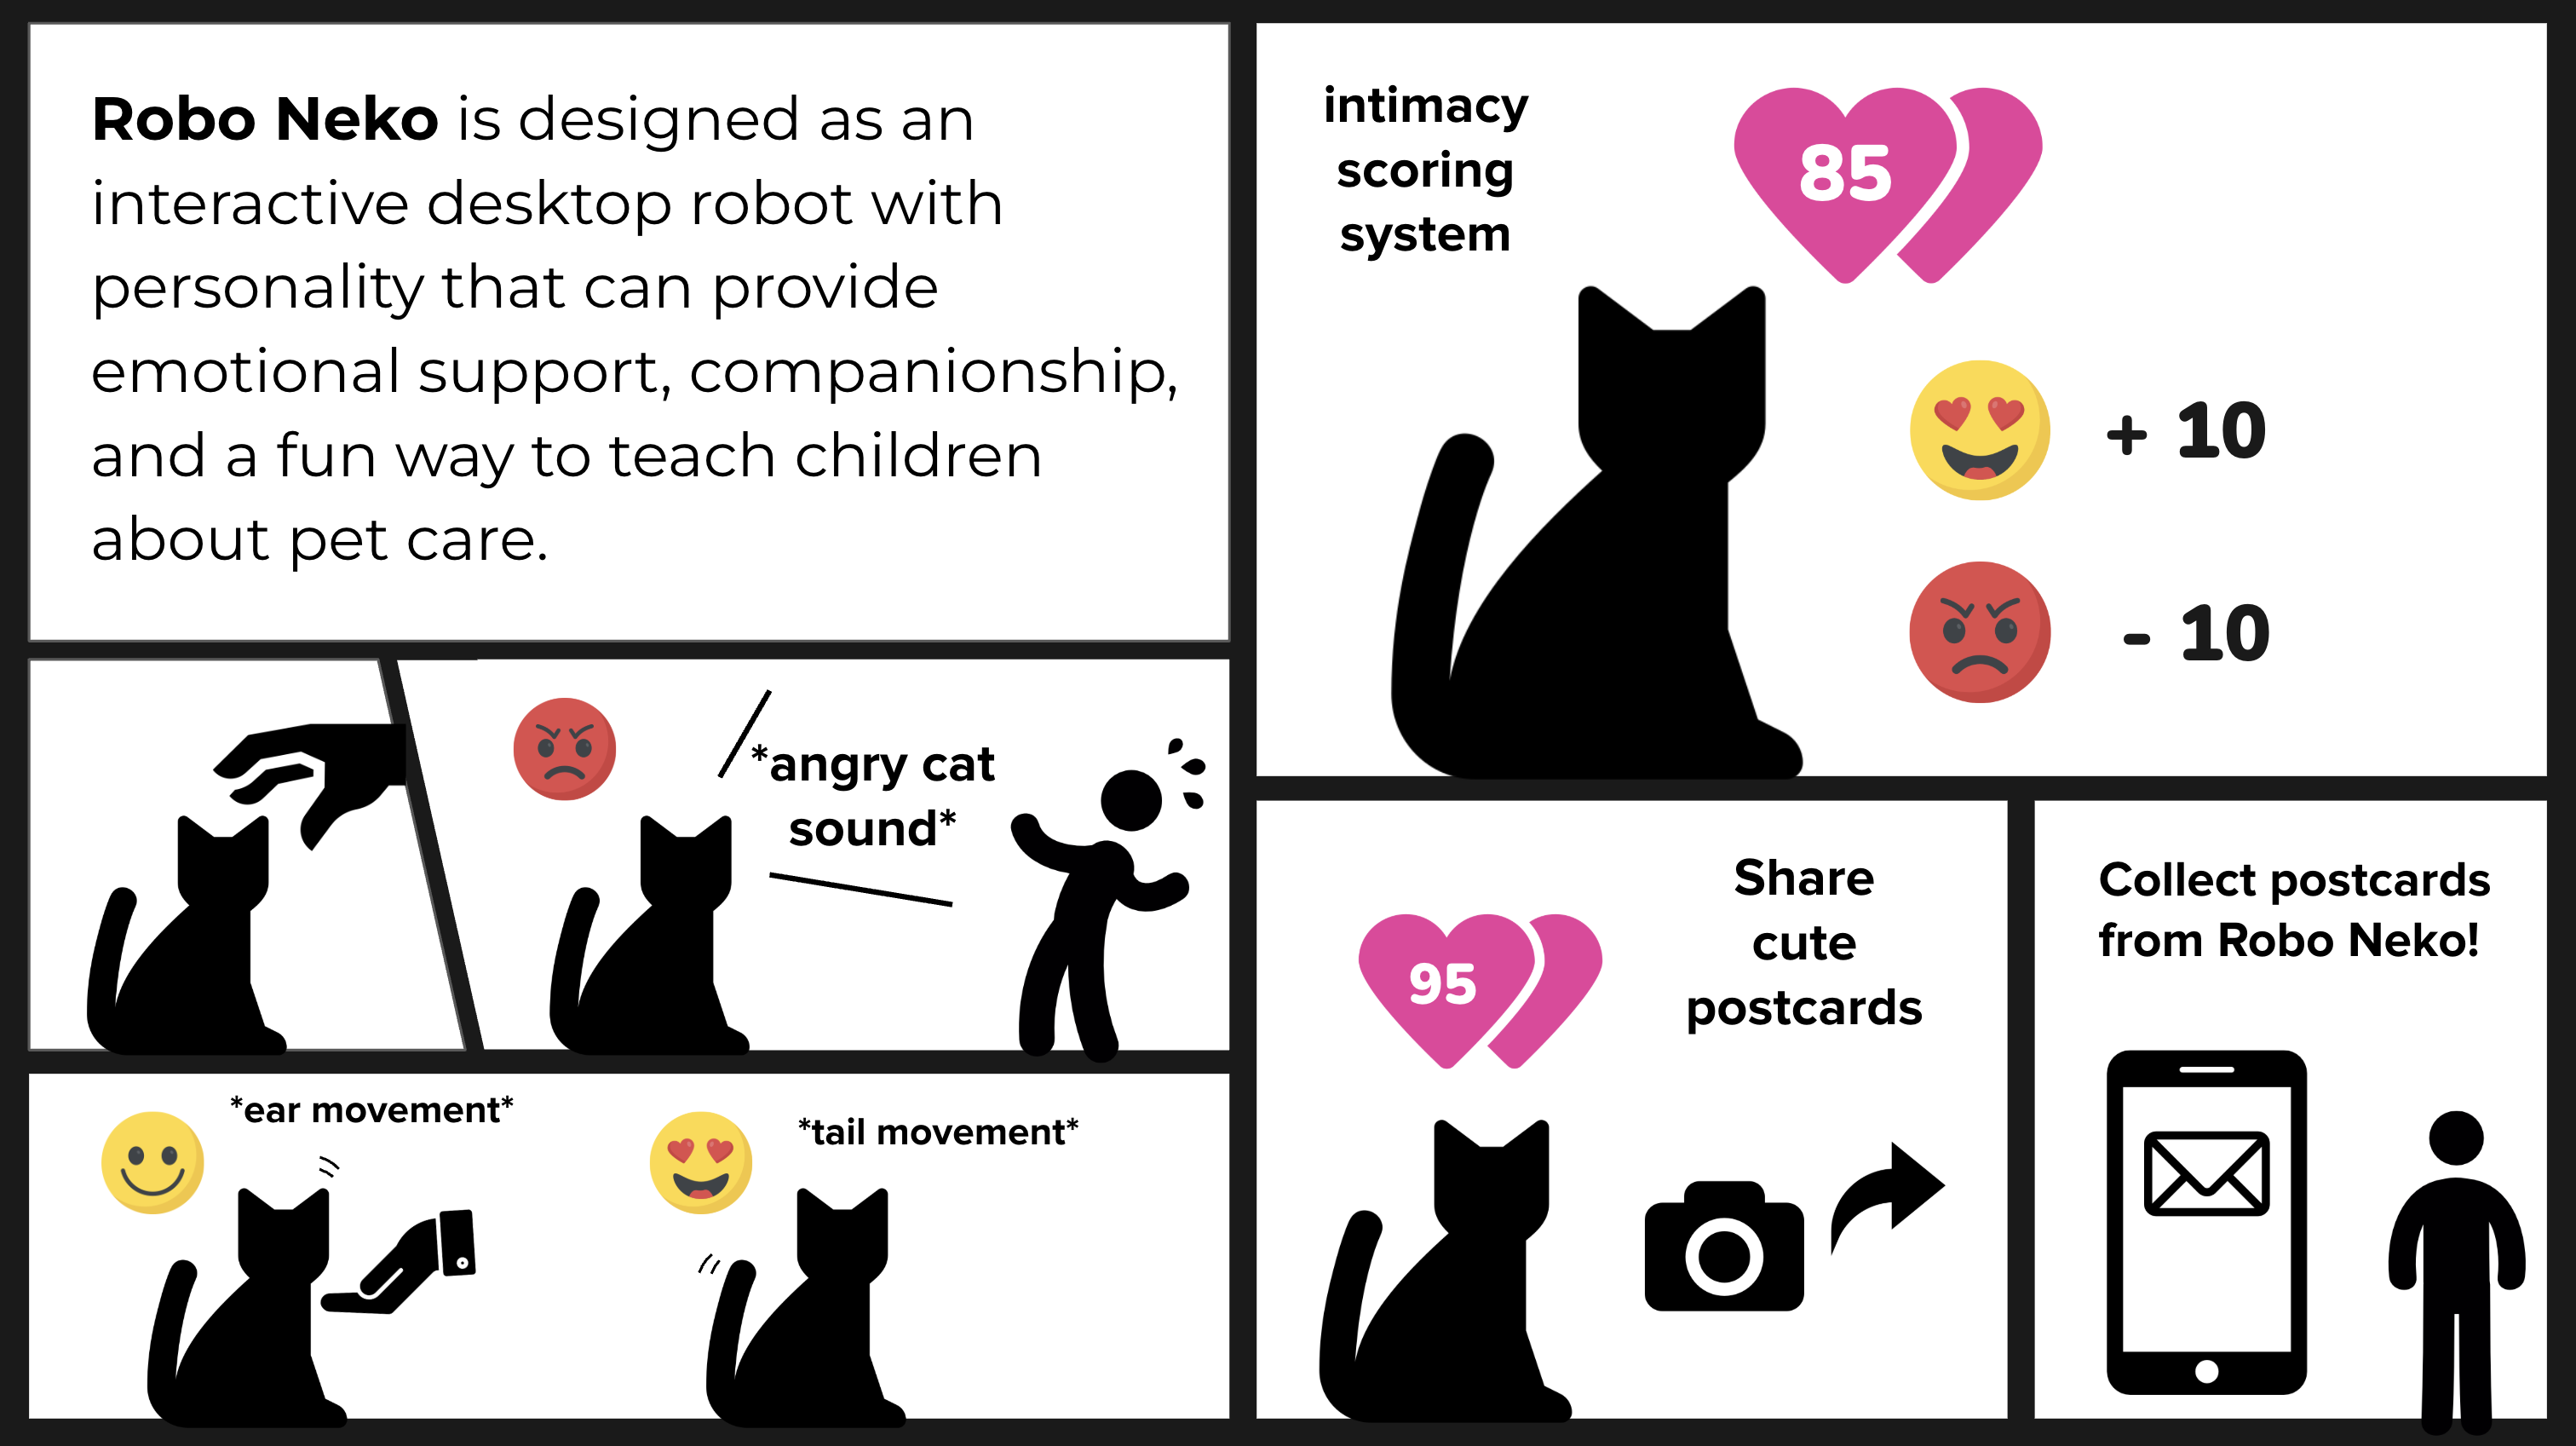 Robo Neko is designed as an
interactive desktop robot with
personality that can provide
emotional support, companionship,
and a fun way to teach children
about pet care.
*angry cat
sound*
*ear movement*
*tail movement*
intimacy
scoring
system
85
+ 10
- 10
95
Share
cute
postcards
Collect postcards
from Robo Neko!